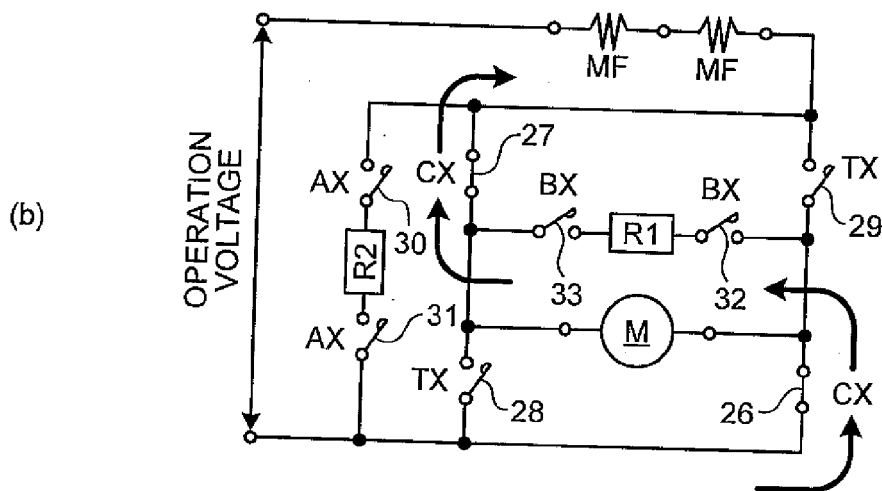 (b)
OPERATION
VOLTAGE
MF
MF
27
CX
TX
29
AX
30
BX
BX
R1
33
32
R2
AX
31
M
TX
28
26
CX